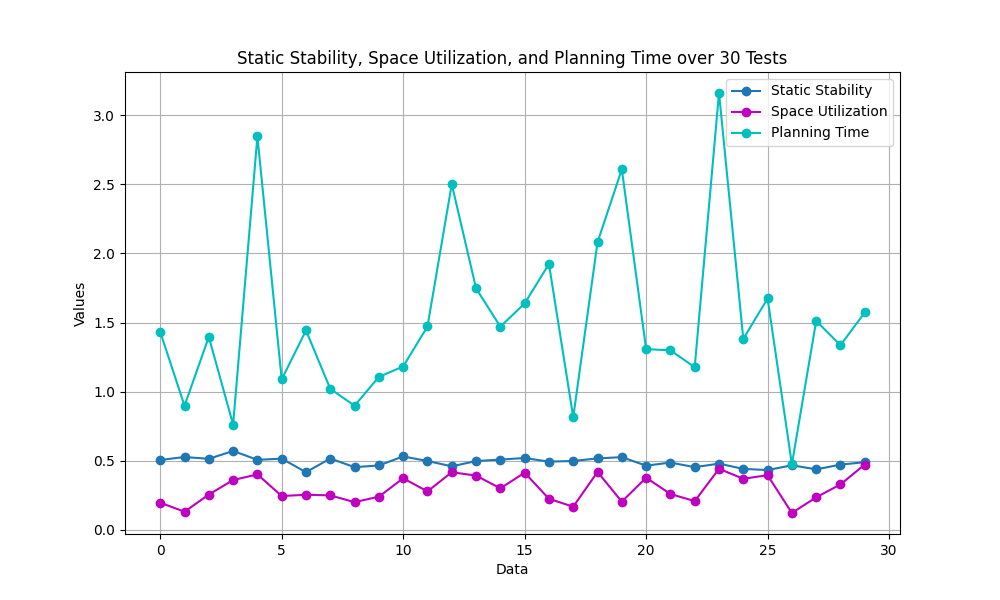 Static Stability, Space Utilization, and Planning Time over 30 Tests
Static Stability
Space Utilization
Planning Time
Values
3.0
2.5
2.0
1.5
1.0
0.5
0.0
0 5 10 15 20 25 30
Data